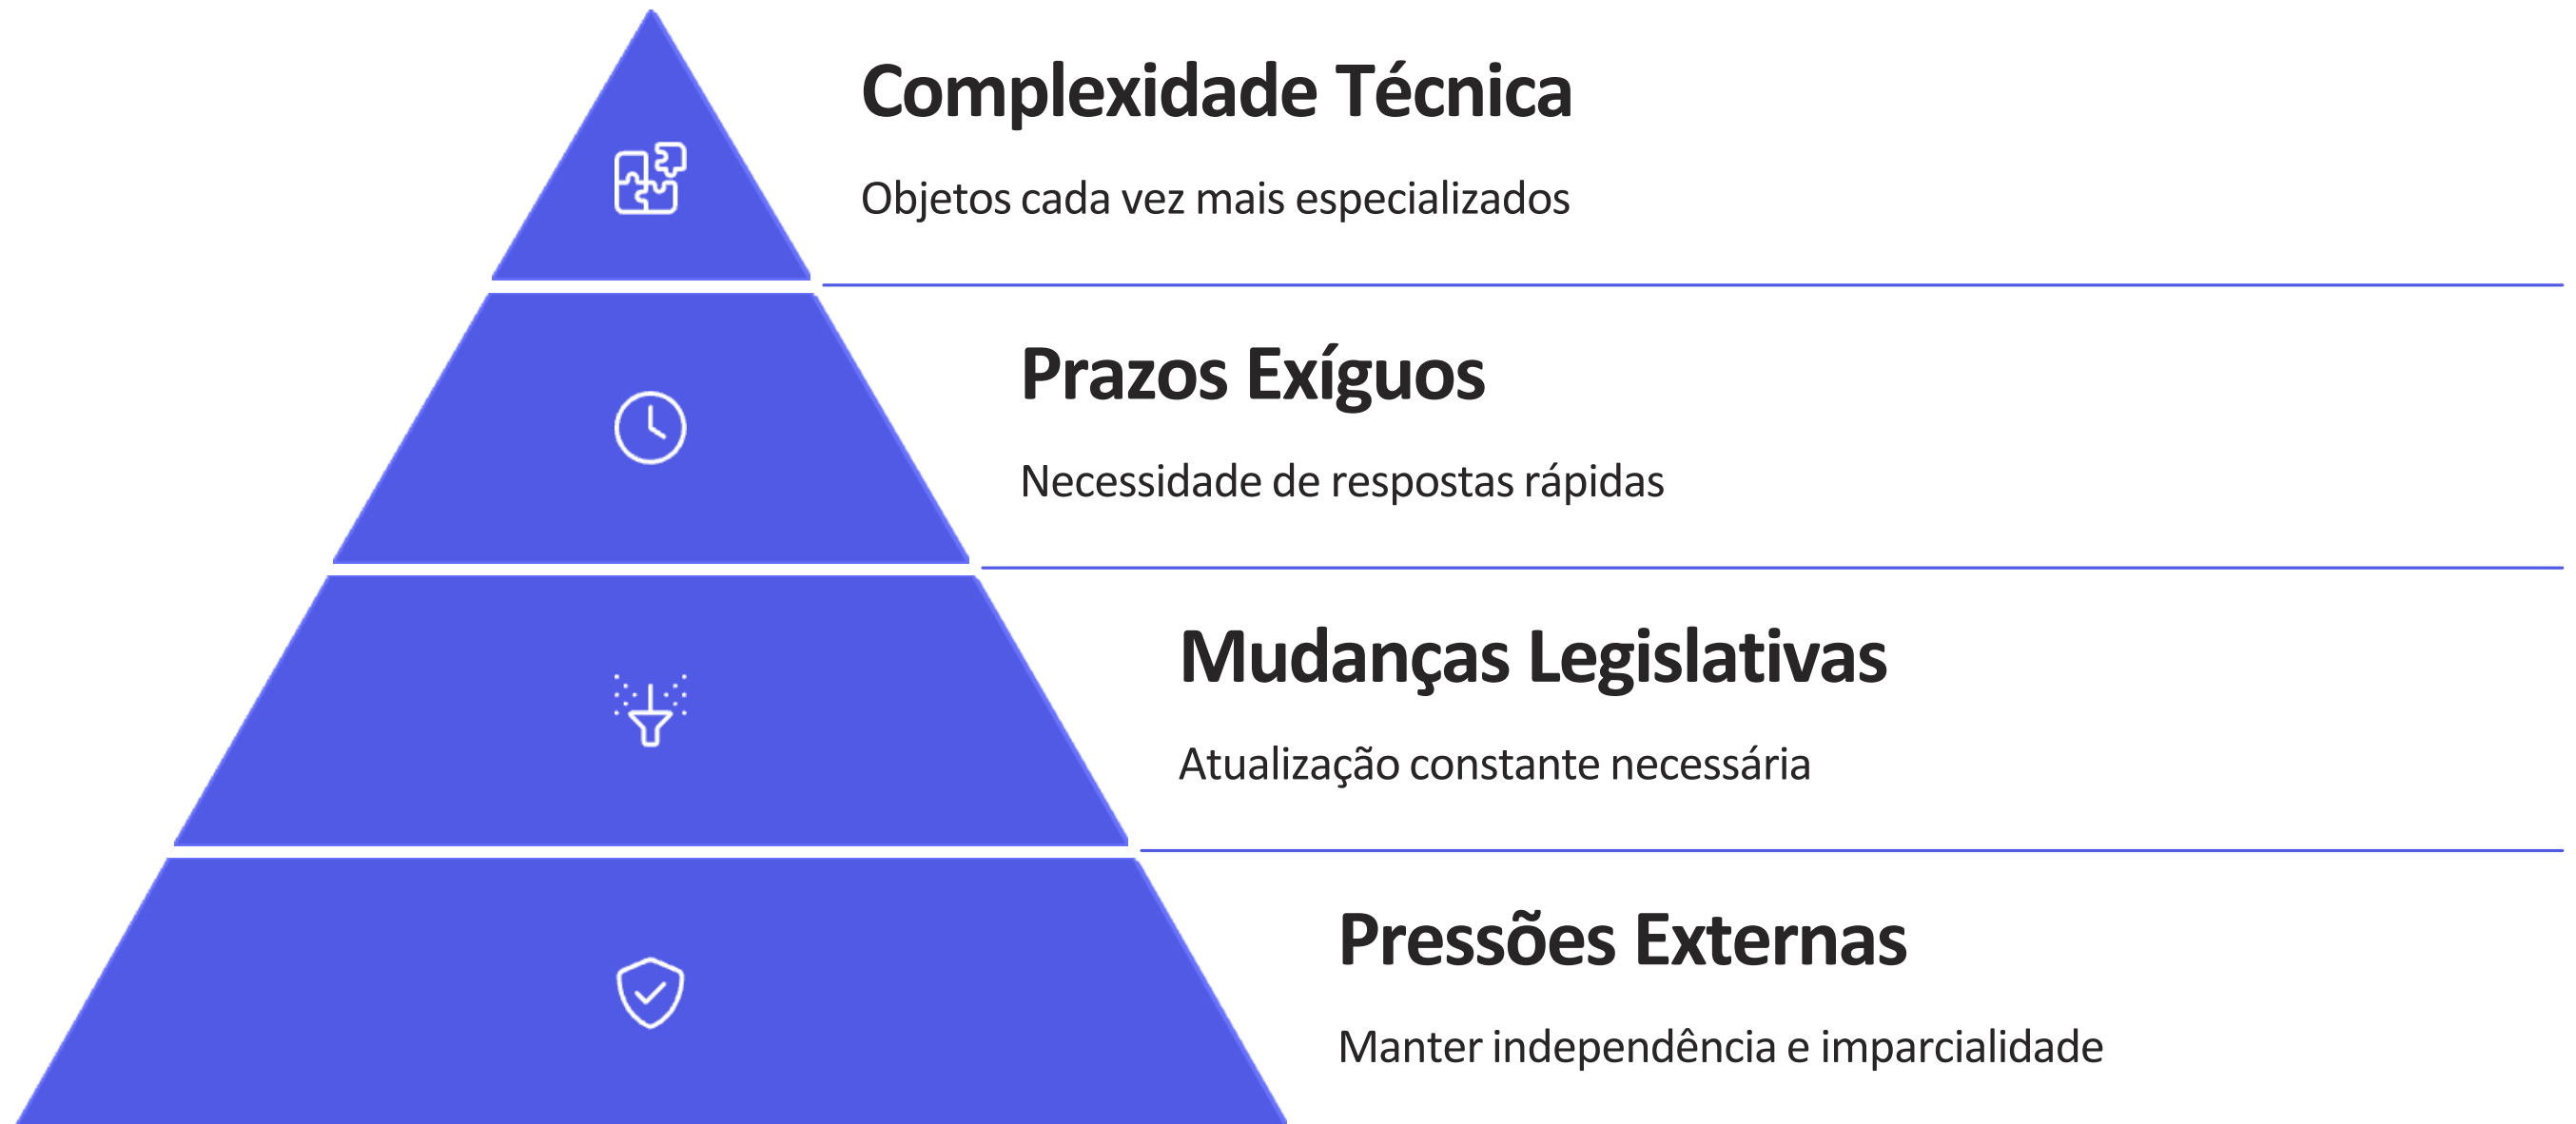 Complexidade Técnica
Objetos cada vez mais especializados
Prazos Exíguos
Necessidade de respostas rápidas
Mudanças Legislativas
Atualização constante necessária
Pressões Externas
Manter independência e imparcialidade